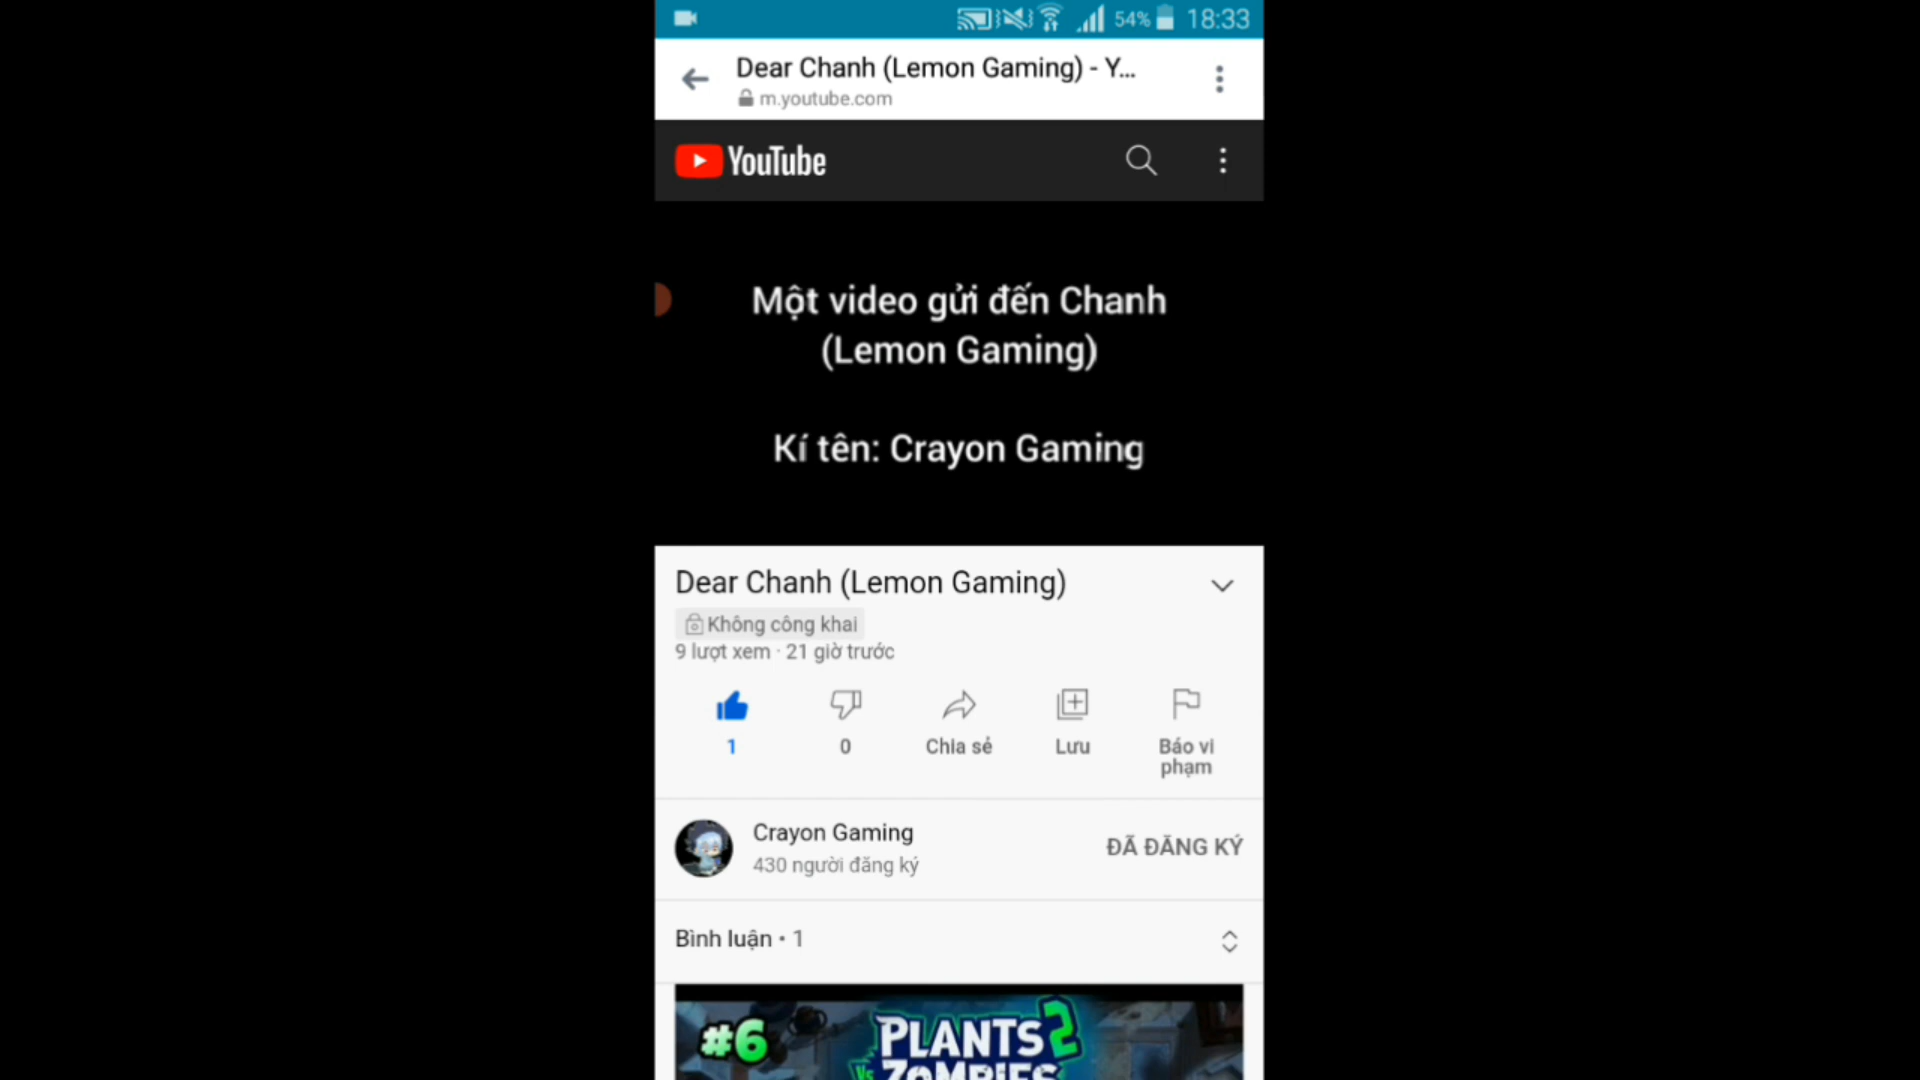 54% 18:33
Dear Chanh (Lemon Gaming) - Y...
m.youtube.com
YouTube
Một video gửi đến Chanh
(Lemon Gaming)
Kí tên: Crayon Gaming
Dear Chanh (Lemon Gaming)
Không công khai
9 lượt xem · 21 giờ trước
1
0
Chia sẻ
Lưu
Báo vi
phạm
Crayon Gaming
430 người đăng ký
ĐÃ ĐĂNG KÝ
Bình luận • 1
#6
PLANTS 2
Vs ZOMBIES